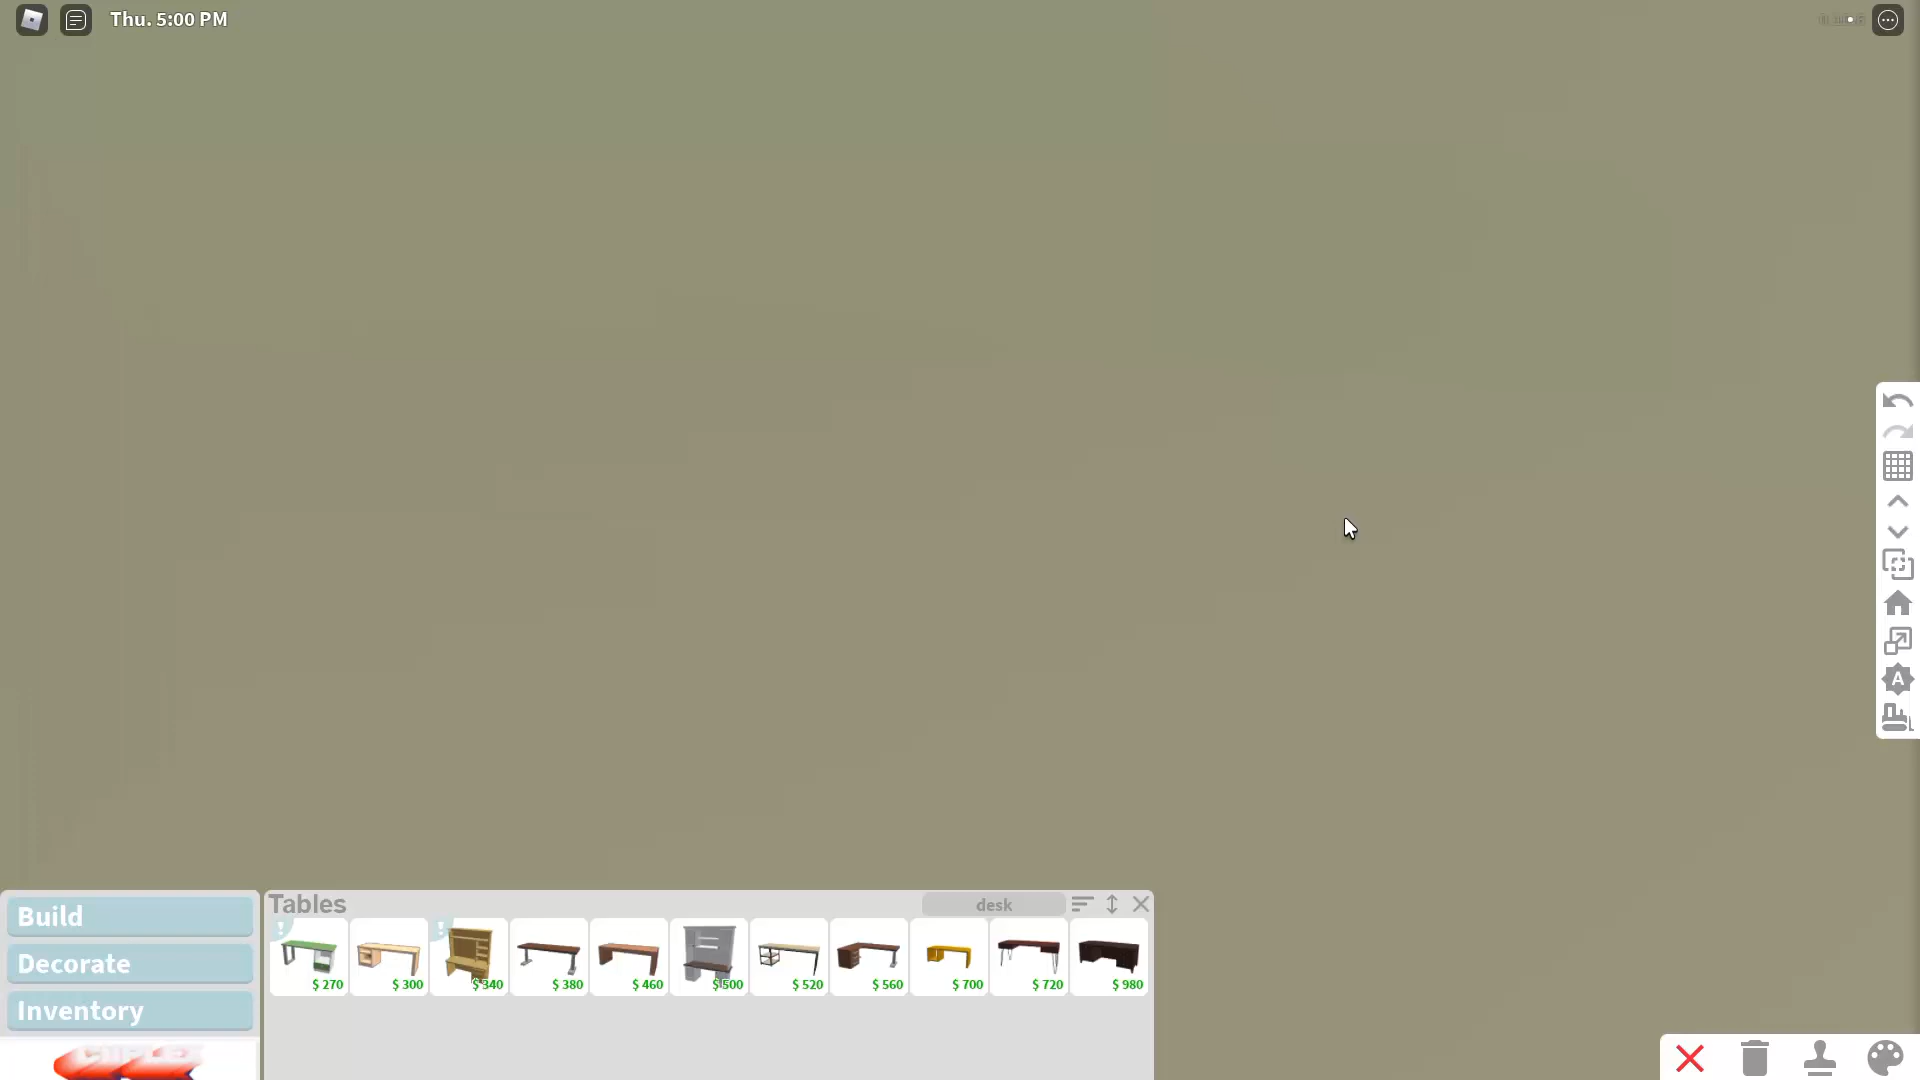 Thu. 5:00 PM
Build
Decorate
Inventory
Tables
desk
$ 270
$ 300
$ 340
$ 380
$ 460
$ 500
$ 520
$ 560
$ 700
$ 720
$ 980
A